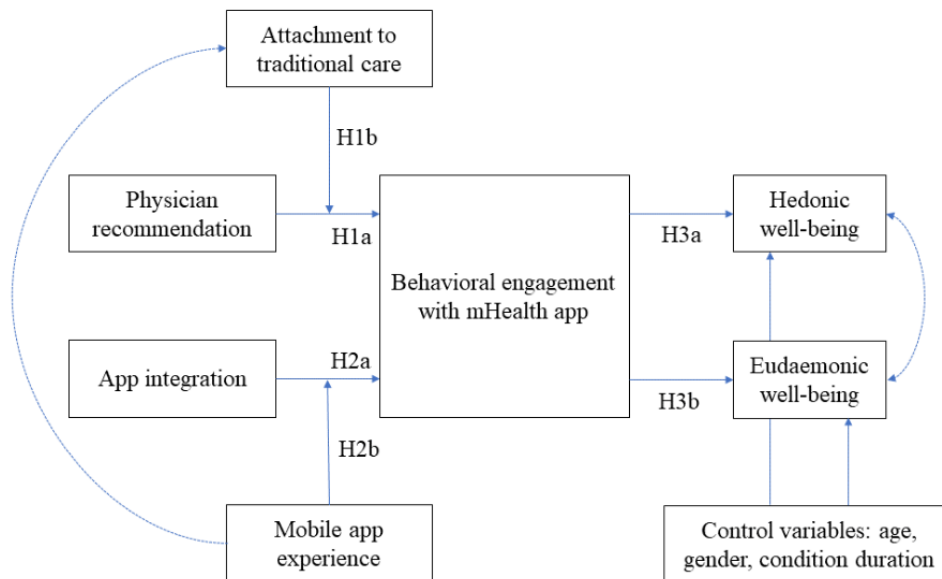 Attachment to
traditional care
H1b
Physician
recommendation
H1a
Behavioral engagement
with mHealth app
H3a
Hedonic
well-being
App integration
H2a
H2b
H3b
Eudaemonic
well-being
Mobile app
experience
Control variables: age,
gender, condition duration